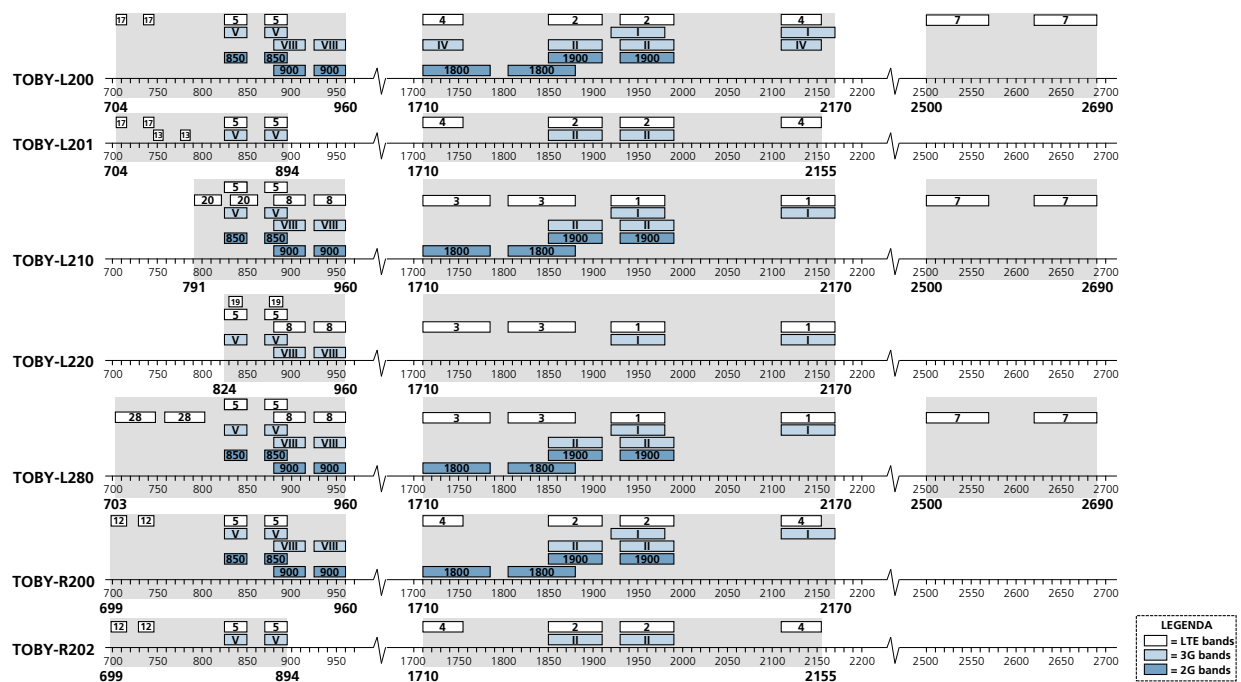 17 17 5 5 4 2 2 4 7 7
V V I I
VIII VIII IV II II IV
850 850 1900 1900
900 900 1800 1800
TOBY-L200
700 750 800 850 900 950 1700 1750 1800 1850 1900 1950 2000 2050 2100 2150 2200 2500 2550 2600 2650 2700
704 960 1710 2170 2500 2690
17 17 5 5 4 2 2 4
13 13 V V II II
TOBY-L201
700 750 800 850 900 950 1700 1750 1800 1850 1900 1950 2000 2050 2100 2150 2200 2500 2550 2600 2650 2700
704 894 1710 2155
5 5
20 20 8 8 3 3 1 1 7 7
V V I I
VIII VIII II II
850 850 1900 1900
900 900 1800 1800
TOBY-L210
700 750 800 850 900 950 1700 1750 1800 1850 1900 1950 2000 2050 2100 2150 2200 2500 2550 2600 2650 2700
791 960 1710 2170 2500 2690
19 19
5 5
8 8 3 3 1 1
V V I I
VIII VIII
TOBY-L220
700 750 800 850 900 950 1700 1750 1800 1850 1900 1950 2000 2050 2100 2150 2200 2500 2550 2600 2650 2700
824 960 1710 2170
5 5
28 28 8 8 3 3 1 1 7 7
V V I I
VIII VIII II II
850 850 1900 1900
900 900 1800 1800
TOBY-L280
700 750 800 850 900 950 1700 1750 1800 1850 1900 1950 2000 2050 2100 2150 2200 2500 2550 2600 2650 2700
703 960 1710 2170 2500 2690
12 12 5 5 4 2 2 4
V V I I
VIII VIII II II
850 850 1900 1900
900 900 1800 1800
TOBY-R200
700 750 800 850 900 950 1700 1750 1800 1850 1900 1950 2000 2050 2100 2150 2200 2500 2550 2600 2650 2700
699 960 1710 2170
12 12 5 5 4 2 2 4
V V II II
TOBY-R202
700 750 800 850 900 950 1700 1750 1800 1850 1900 1950 2000 2050 2100 2150 2200 2500 2550 2600 2650 2700
699 894 1710 2155
LEGENDA
= LTE bands
= 3G bands
= 2G bands